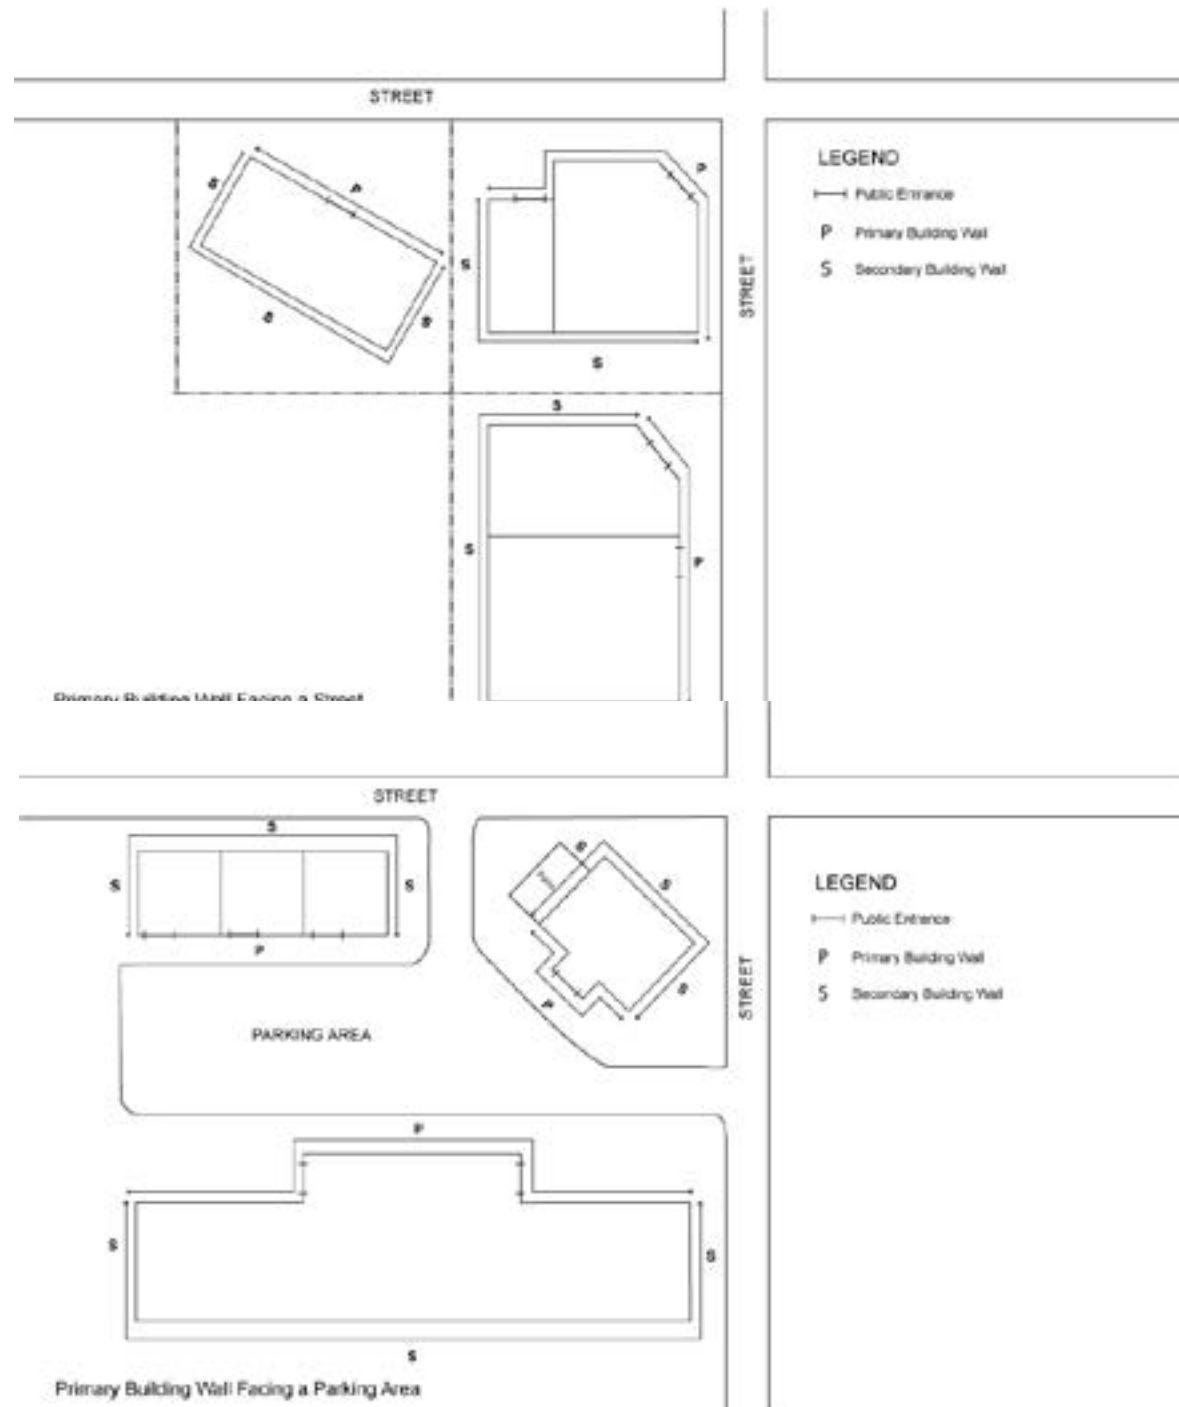 STREET
LEGEND
Public Entrance
P
P
P Primary Building Wall
S
S
S Secondary Building Wall
STREET
S
S
S
S
S
P
P
Primary Building Wall Facing a Street
STREET
S
S
LEGEND
S
S
S
Public Entrance
P
P Primary Building Wall
S
STREET
S Secondary Building Wall
P
PARKING AREA
P
S
S
S
Primary Building Wall Facing a Parking Area